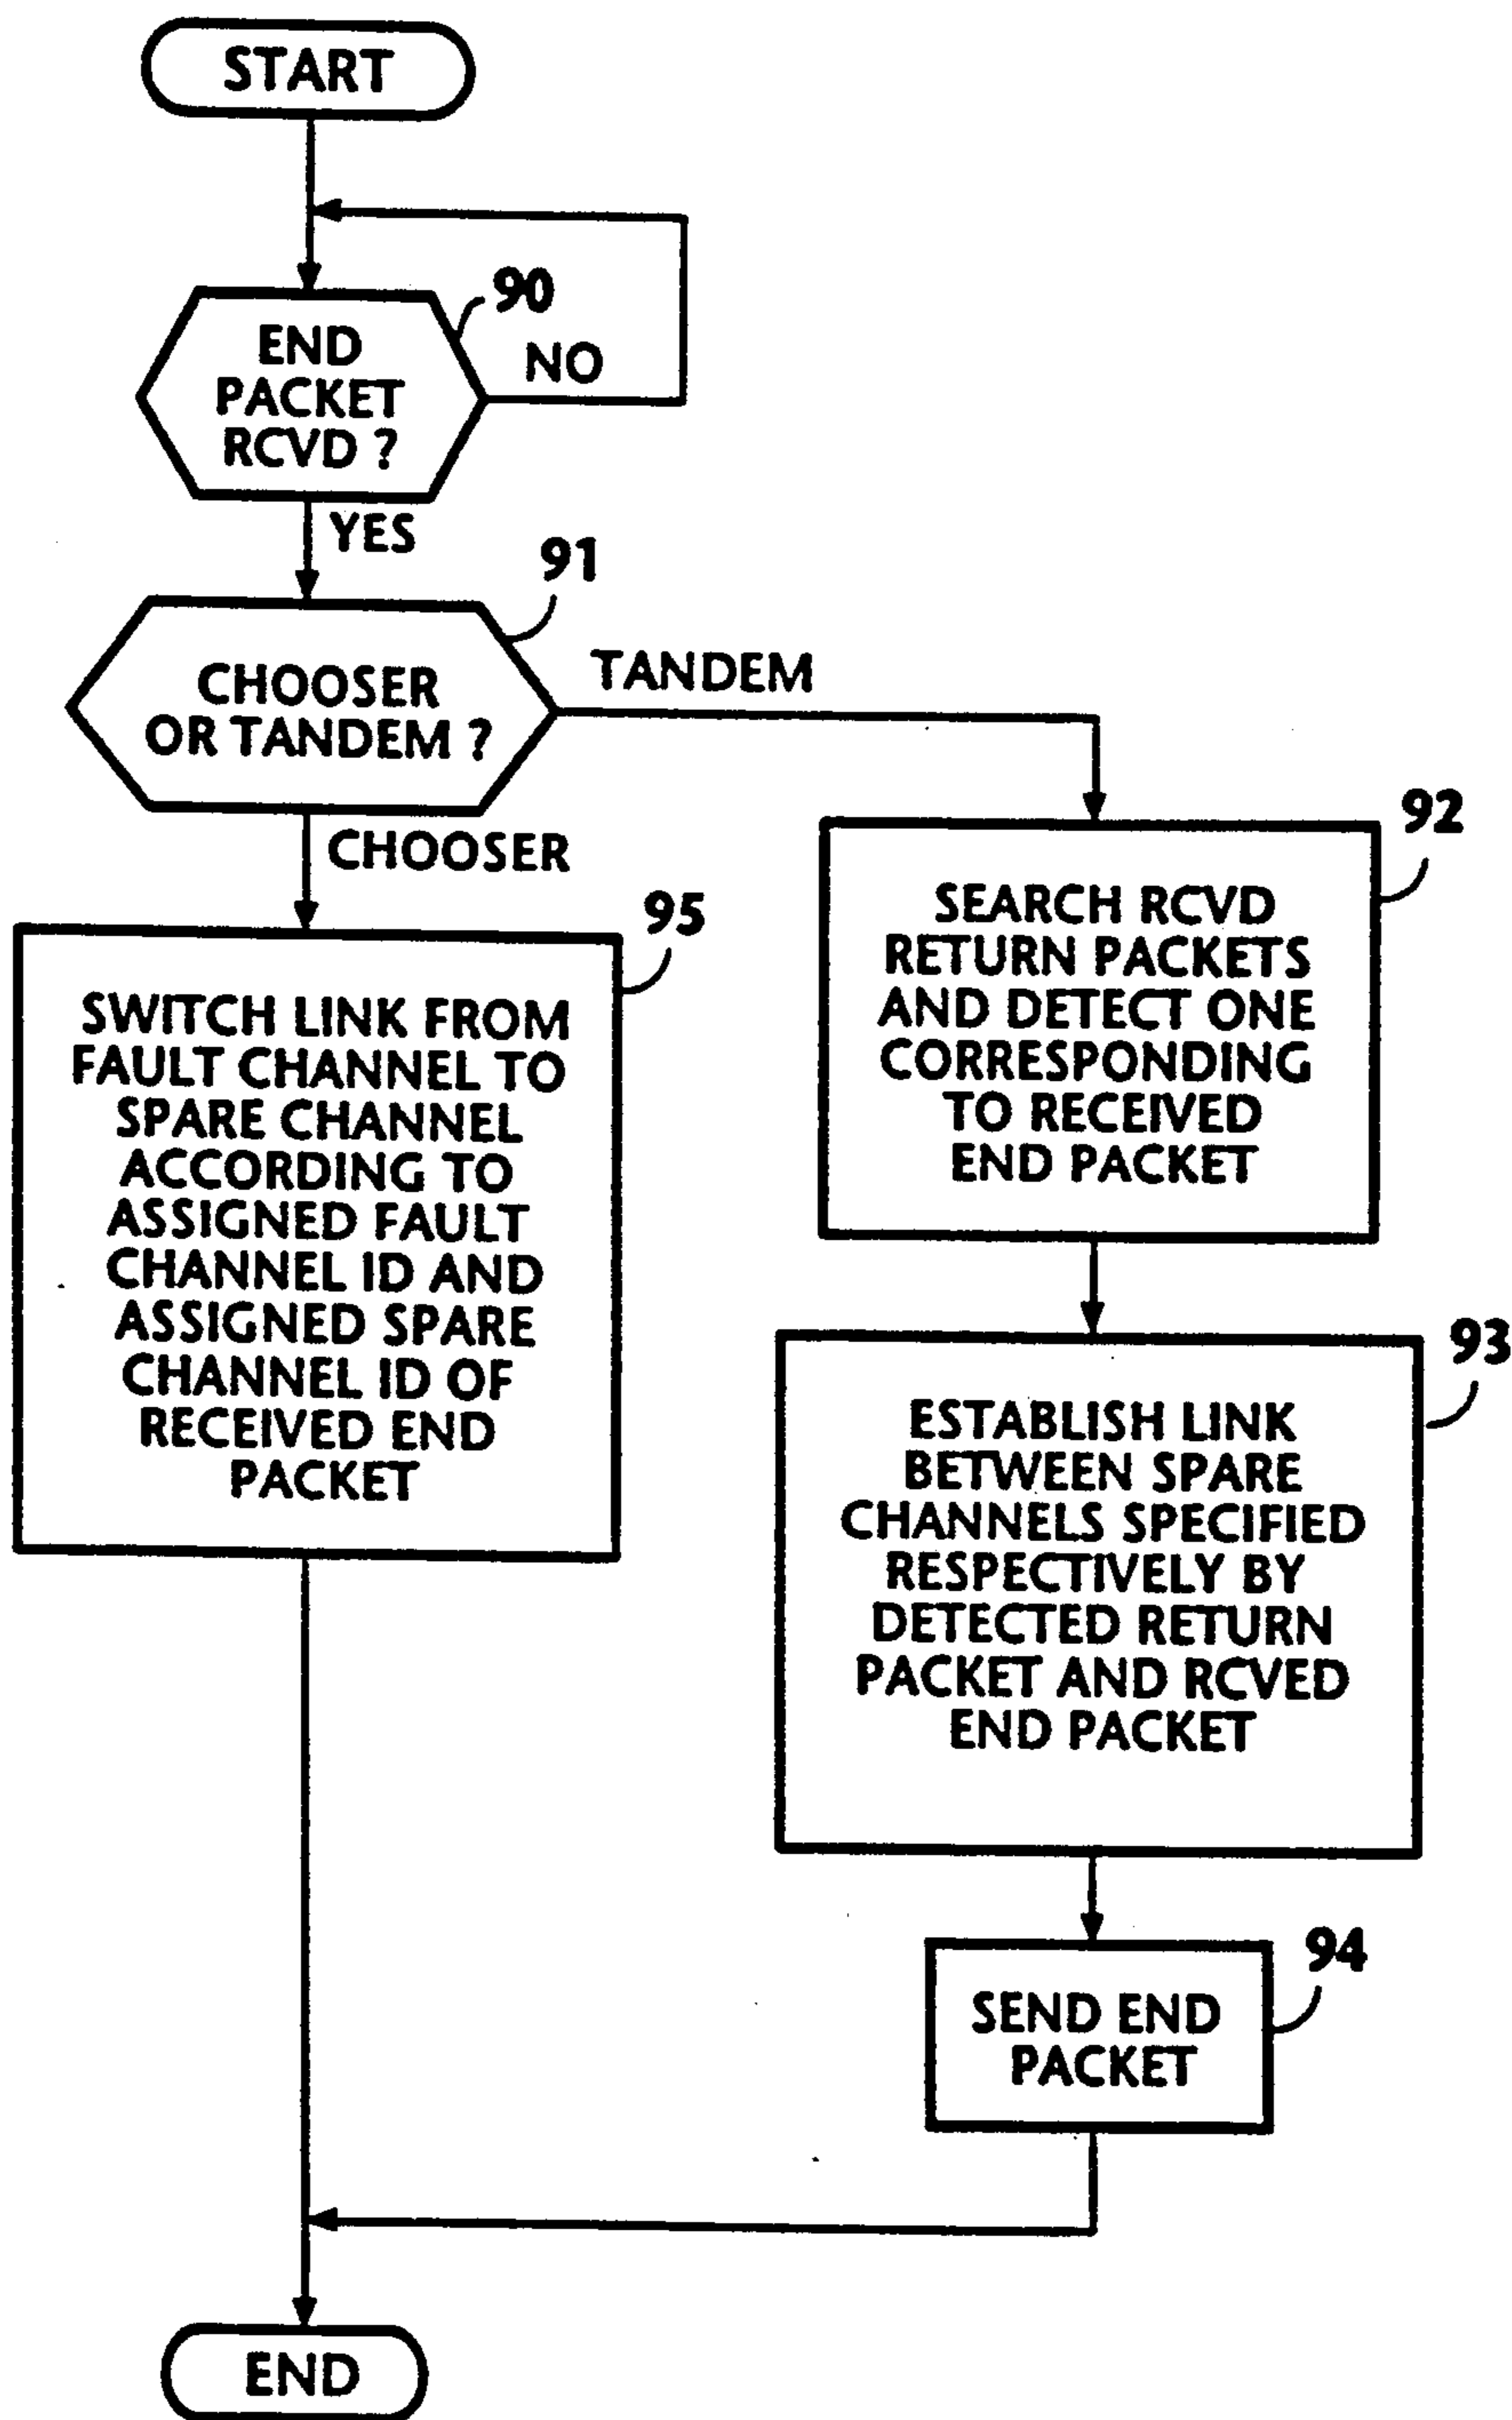 START
90
END
PACKET
RCVD ?
NO
YES
91
CHOOSER
OR TANDEM ?
TANDEM
CHOOSER
92
SEARCH RCVD
RETURN PACKETS
AND DETECT ONE
CORRESPONDING
TO RECEIVED
END PACKET
95
SWITCH LINK FROM
FAULT CHANNEL TO
SPARE CHANNEL
ACCORDING TO
ASSIGNED FAULT
CHANNEL ID AND
ASSIGNED SPARE
CHANNEL ID OF
RECEIVED END
PACKET
93
ESTABLISH LINK
BETWEEN SPARE
CHANNELS SPECIFIED
RESPECTIVELY BY
DETECTED RETURN
PACKET AND RCVED
END PACKET
94
SEND END
PACKET
END